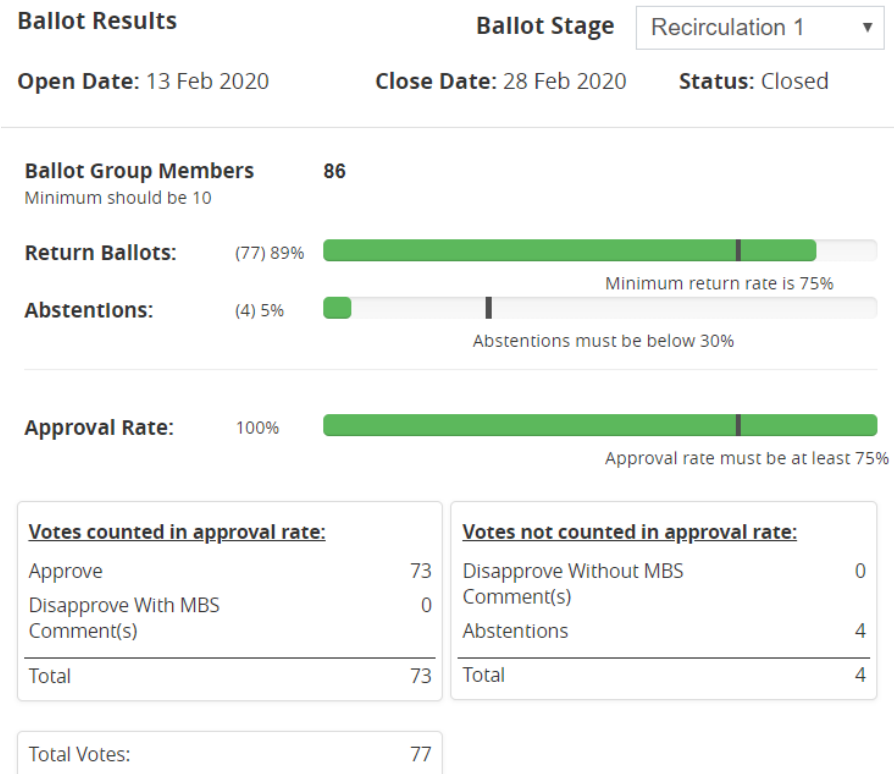 Ballot Results
Ballot Stage Recirculation 1
Open Date: 13 Feb 2020 Close Date: 28 Feb 2020 Status: Closed
Ballot Group Members 86
Minimum should be 10
Return Ballots: (77) 89%
Minimum return rate is 75%
Abstentions: (4) 5%
Abstentions must be below 30%
Approval Rate: 100%
Approval rate must be at least 75%
Votes counted in approval rate:
Approve 73
Disapprove With MBS
Comment(s) 0
Total 73
Votes not counted in approval rate:
Disapprove Without MBS
Comment(s) 0
Abstentions 4
Total 4
Total Votes: 77